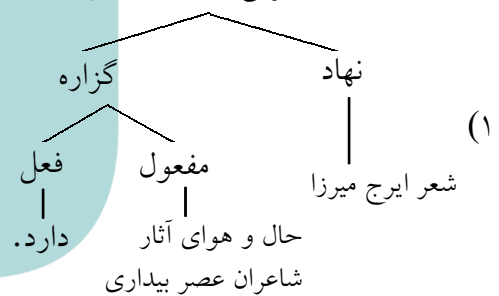 نهاد
گزاره
۱)
مفعول
فعل
شعر ایرج میرزا
حال و هوای آثار
شاعران عصر بیداری
دارد.